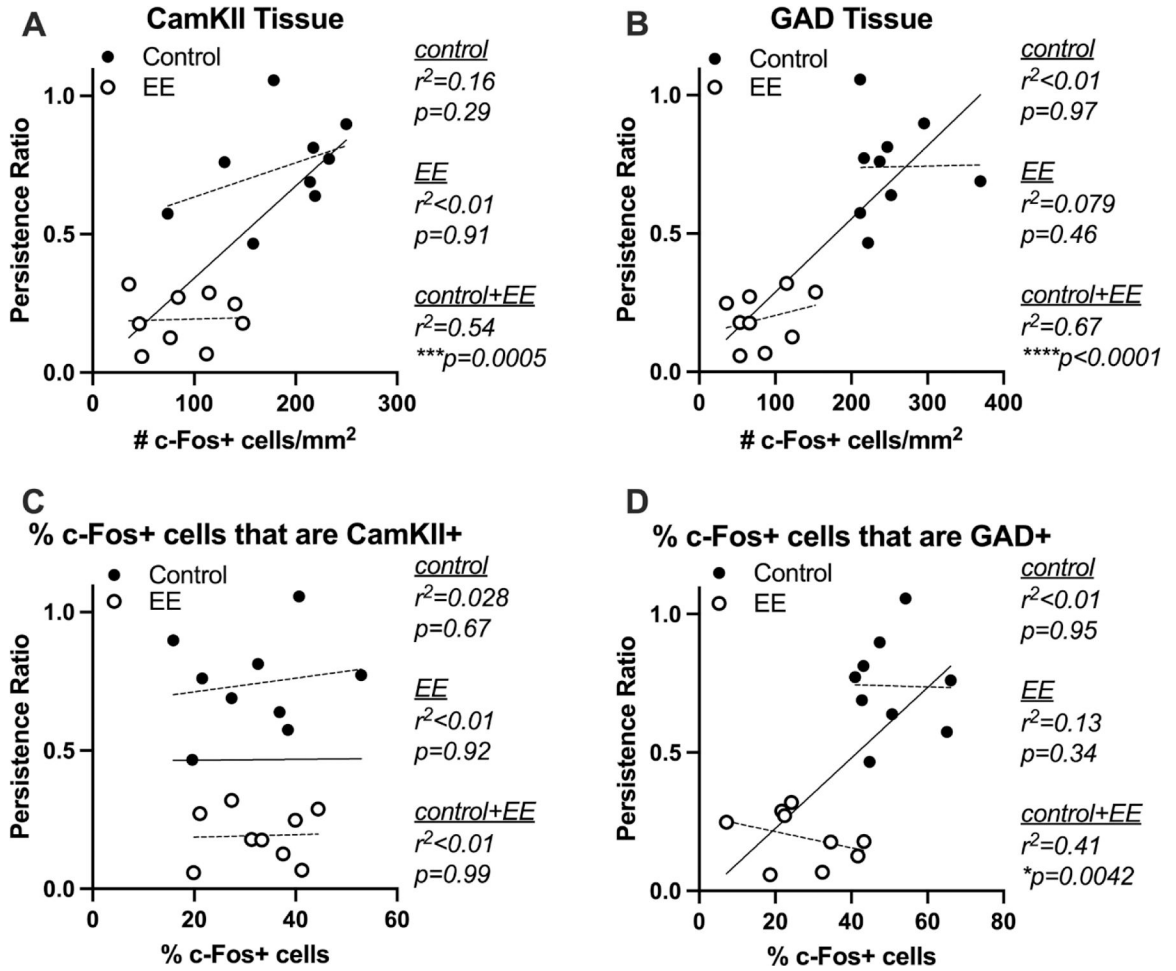 A
CamKII Tissue
Control
EE
Persistence Ratio
1.0
0.5
0.0
0
100
200
300
# c-Fos+ cells/mm²
control
r²=0.16
p=0.29
EE
r²<0.01
p=0.91
control+EE
r²=0.54
***p=0.0005
B
GAD Tissue
Control
EE
Persistence Ratio
1.0
0.5
0.0
0
100
200
300
400
# c-Fos+ cells/mm²
control
r²<0.01
p=0.97
EE
r²=0.079
p=0.46
control+EE
r²=0.67
****p<0.0001
C
% c-Fos+ cells that are CamKII+
Control
EE
Persistence Ratio
1.0
0.5
0.0
0
20
40
60
% c-Fos+ cells
control
r²=0.028
p=0.67
EE
r²<0.01
p=0.92
control+EE
r²<0.01
p=0.99
D
% c-Fos+ cells that are GAD+
Control
EE
Persistence Ratio
1.0
0.5
0.0
0
20
40
60
80
% c-Fos+ cells
control
r²<0.01
p=0.95
EE
r²=0.13
p=0.34
control+EE
r²=0.41
*p=0.0042